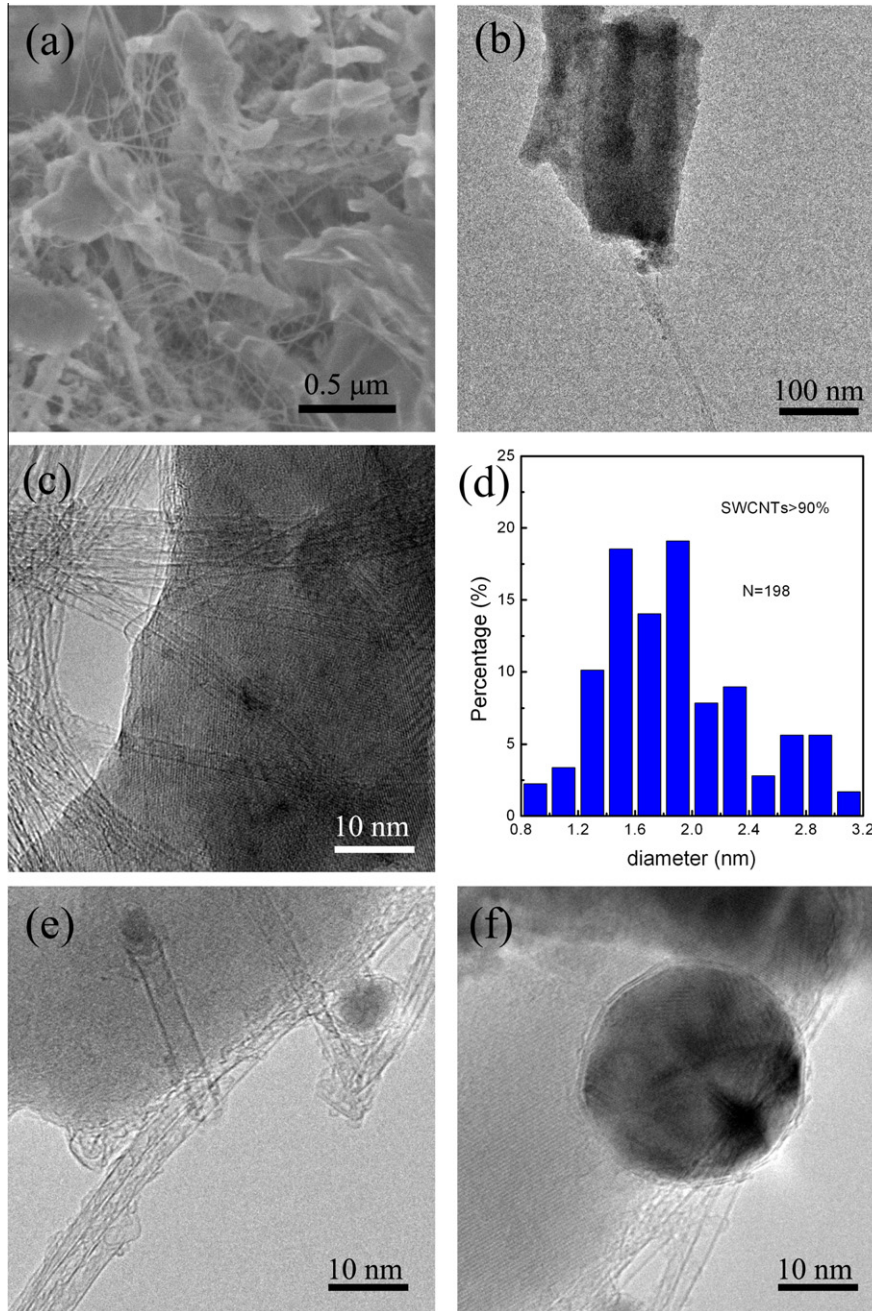 (a)
0.5 μm
(b)
100 nm
(c)
10 nm
(d)
25
20
15
10
5
0
Percentage (%)
SWCNTs>90%
N=198
0.8 1.2 1.6 2.0 2.4 2.8 3.2
diameter (nm)
(e)
10 nm
(f)
10 nm